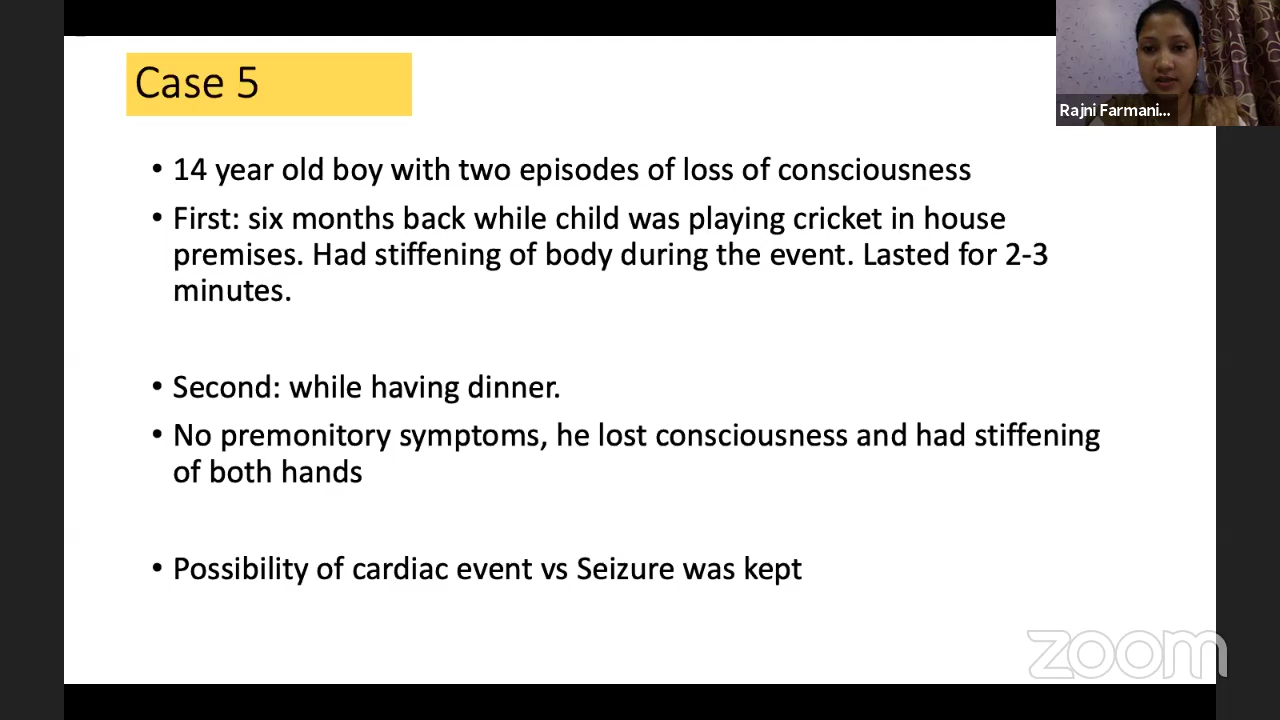 Case 5
Rajni Farmani...
• 14 year old boy with two episodes of loss of consciousness
• First: six months back while child was playing cricket in house
premises. Had stiffening of body during the event. Lasted for 2-3
minutes.
• Second: while having dinner.
• No premonitory symptoms, he lost consciousness and had stiffening
of both hands
• Possibility of cardiac event vs Seizure was kept
zoom